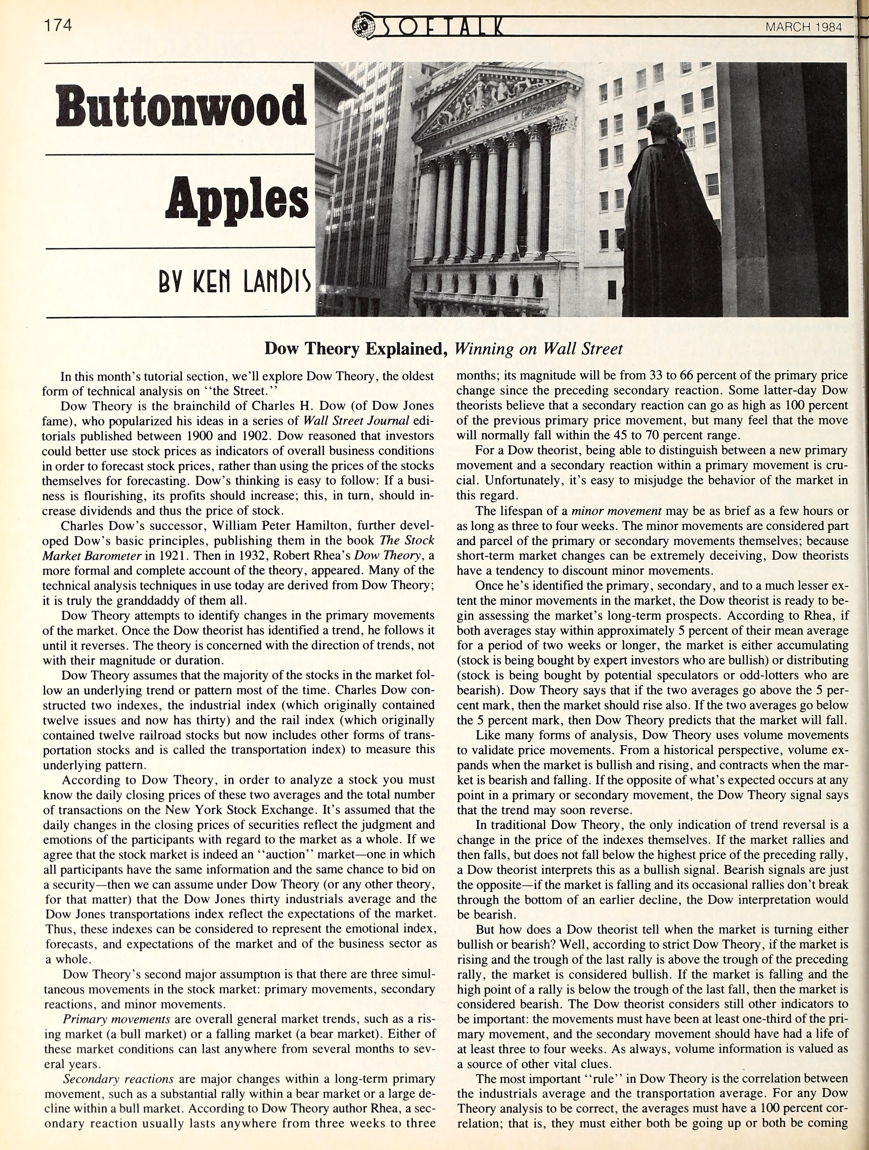 174
SOFTALK
MARCH 1984
Buttonwood
Apples
BY KEN LANDIS
Dow Theory Explained, Winning on Wall Street
In this month's tutorial section, we'll explore Dow Theory, the oldest
form of technical analysis on "the Street."
Dow Theory is the brainchild of Charles H. Dow (of Dow Jones
fame), who popularized his ideas in a series of Wall Street Journal edi-
torials published between 1900 and 1902. Dow reasoned that investors
could better use stock prices as indicators of overall business conditions
in order to forecast stock prices, rather than using the prices of the stocks
themselves for forecasting. Dow's thinking is easy to follow: If a busi-
ness is flourishing, its profits should increase; this, in turn, should in-
crease dividends and thus the price of stock.
Charles Dow's successor, William Peter Hamilton, further devel-
oped Dow's basic principles, publishing them in the book The Stock
Market Barometer in 1921. Then in 1932, Robert Rhea's Dow Theory, a
more formal and complete account of the theory, appeared. Many of the
technical analysis techniques in use today are derived from Dow Theory;
it is truly the granddaddy of them all.
Dow Theory attempts to identify changes in the primary movements
of the market. Once the Dow theorist has identified a trend, he follows it
until it reverses. The theory is concerned with the direction of trends, not
with their magnitude or duration.
Dow Theory assumes that the majority of the stocks in the market fol-
low an underlying trend or pattern most of the time. Charles Dow con-
structed two indexes, the industrial index (which originally contained
twelve issues and now has thirty) and the rail index (which originally
contained twelve railroad stocks but now includes other forms of trans-
portation stocks and is called the transportation index) to measure this
underlying pattern.
According to Dow Theory, in order to analyze a stock you must
know the daily closing prices of these two averages and the total number
of transactions on the New York Stock Exchange. It's assumed that the
daily changes in the closing prices of securities reflect the judgment and
emotions of the participants with regard to the market as a whole. If we
agree that the stock market is indeed an "auction" market—one in which
all participants have the same information and the same chance to bid on
a security—then we can assume under Dow Theory (or any other theory,
for that matter) that the Dow Jones thirty industrials average and the
Dow Jones transportations index reflect the expectations of the market.
Thus, these indexes can be considered to represent the emotional index,
forecasts, and expectations of the market and of the business sector as
a whole.
Dow Theory's second major assumption is that there are three simul-
taneous movements in the stock market: primary movements, secondary
reactions, and minor movements.
Primary movements are overall general market trends, such as a ris-
ing market (a bull market) or a falling market (a bear market). Either of
these market conditions can last anywhere from several months to sev-
eral years.
Secondary reactions are major changes within a long-term primary
movement, such as a substantial rally within a bear market or a large de-
cline within a bull market. According to Dow Theory author Rhea, a sec-
ondary reaction usually lasts anywhere from three weeks to three
months; its magnitude will be from 33 to 66 percent of the primary price
change since the preceding secondary reaction. Some latter-day Dow
theorists believe that a secondary reaction can go as high as 100 percent
of the previous primary price movement, but many feel that the move
will normally fall within the 45 to 70 percent range.
For a Dow theorist, being able to distinguish between a new primary
movement and a secondary reaction within a primary movement is cru-
cial. Unfortunately, it's easy to misjudge the behavior of the market in
this regard.
The lifespan of a minor movement may be as brief as a few hours or
as long as three to four weeks. The minor movements are considered part
and parcel of the primary or secondary movements themselves; because
short-term market changes can be extremely deceiving, Dow theorists
have a tendency to discount minor movements.
Once he's identified the primary, secondary, and to a much lesser ex-
tent the minor movements in the market, the Dow theorist is ready to be-
gin assessing the market's long-term prospects. According to Rhea, if
both averages stay within approximately 5 percent of their mean average
for a period of two weeks or longer, the market is either accumulating
(stock is being bought by expert investors who are bullish) or distributing
(stock is being bought by potential speculators or odd-lotters who are
bearish). Dow Theory says that if the two averages go above the 5 per-
cent mark, then the market should rise also. If the two averages go below
the 5 percent mark, then Dow Theory predicts that the market will fall.
Like many forms of analysis, Dow Theory uses volume movements
to validate price movements. From a historical perspective, volume ex-
pands when the market is bullish and rising, and contracts when the mar-
ket is bearish and falling. If the opposite of what's expected occurs at any
point in a primary or secondary movement, the Dow Theory signal says
that the trend may soon reverse.
In traditional Dow Theory, the only indication of trend reversal is a
change in the price of the indexes themselves. If the market rallies and
then falls, but does not fall below the highest price of the preceding rally,
a Dow theorist interprets this as a bullish signal. Bearish signals are just
the opposite—if the market is falling and its occasional rallies don't break
through the bottom of an earlier decline, the Dow interpretation would
be bearish.
But how does a Dow theorist tell when the market is turning either
bullish or bearish? Well, according to strict Dow Theory, if the market is
rising and the trough of the last rally is above the trough of the preceding
rally, the market is considered bullish. If the market is falling and the
high point of a rally is below the trough of the last fall, then the market is
considered bearish. The Dow theorist considers still other indicators to
be important: the movements must have been at least one-third of the pri-
mary movement, and the secondary movement should have had a life of
at least three to four weeks. As always, volume information is valued as
a source of other vital clues.
The most important "rule" in Dow Theory is the correlation between
the industrials average and the transportation average. For any Dow
Theory analysis to be correct, the averages must have a 100 percent cor-
relation; that is, they must either both be going up or both be coming